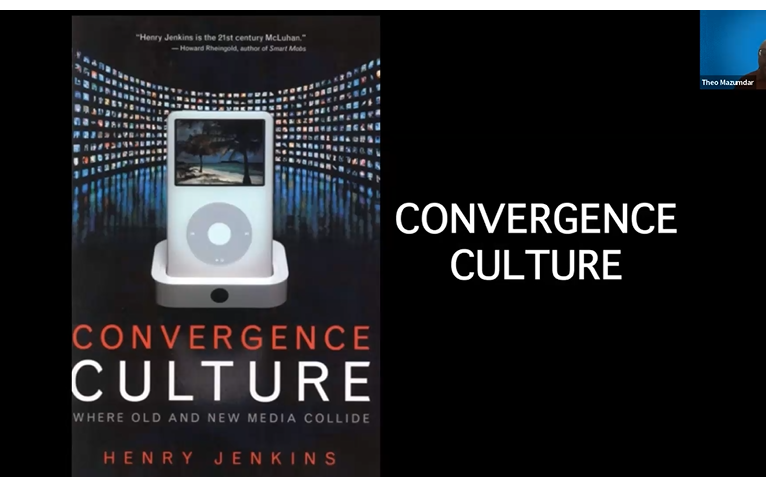 "Henry Jenkins is the 21st century McLuhan."
— Howard Rheingold, author of Smart Mobs
CONVERGENCE
CULTURE
WHERE OLD AND NEW MEDIA COLLIDE
HENRY JENKINS
CONVERGENCE
CULTURE
Theo Mazumdar